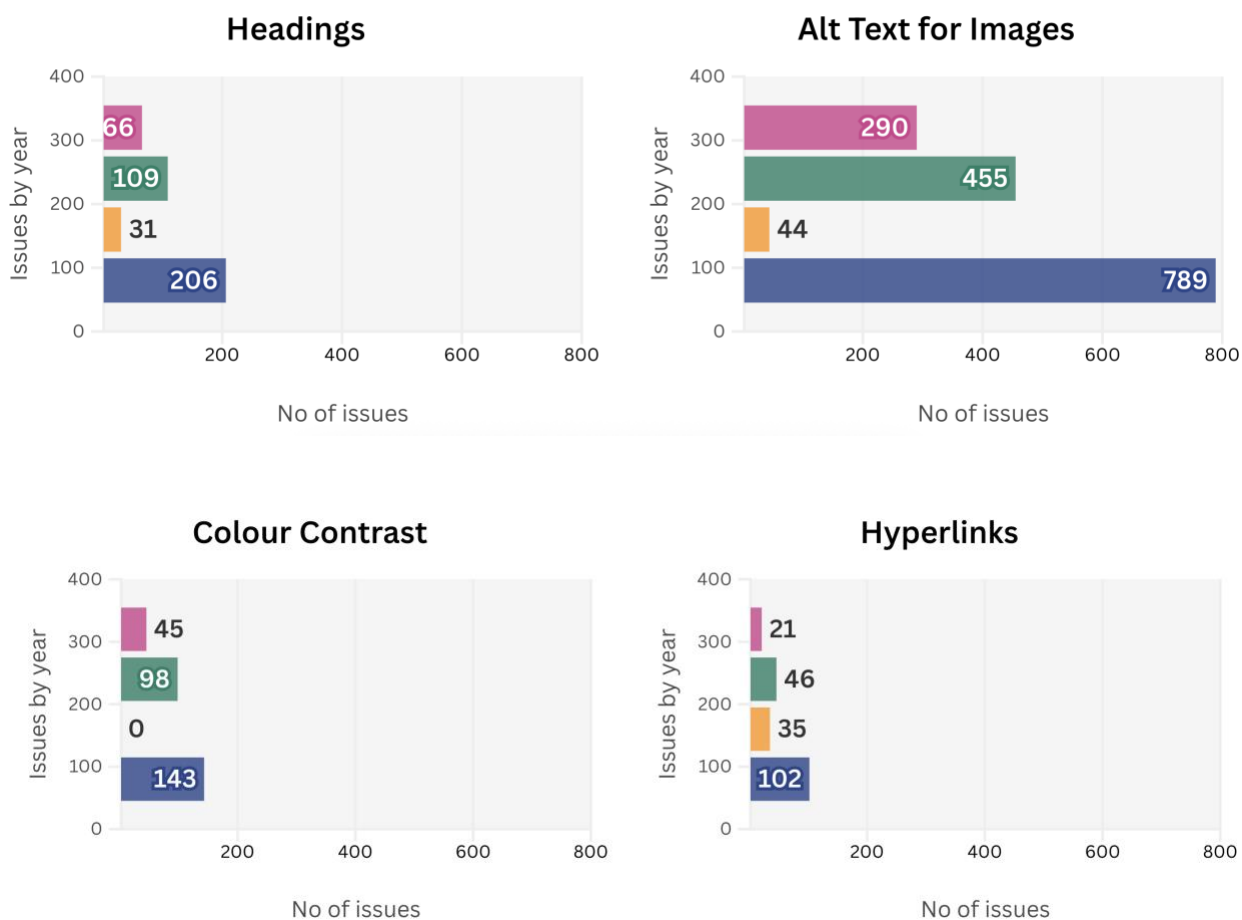 Headings
400
300
200
100
0
Issues by year
66
109
31
206
200 400 600 800
No of issues
Alt Text for Images
400
300
200
100
0
Issues by year
290
455
44
789
200 400 600 800
No of issues
Colour Contrast
400
300
200
100
0
Issues by year
45
98
0
143
200 400 600 800
No of issues
Hyperlinks
400
300
200
100
0
Issues by year
21
46
35
102
200 400 600 800
No of issues